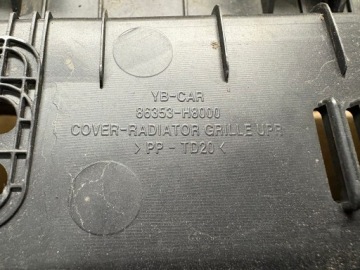 YB-CAR
86353-H8000
COVER-RADIATOR GRILLE UPR
> PP - TD20 <